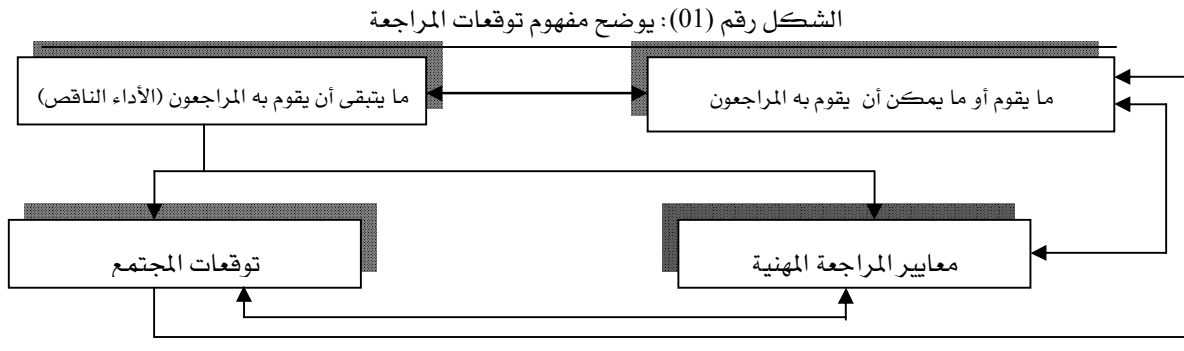 الشكل رقم (01): يوضح مفهوم توقعات المراجعة
ما يقوم أو ما يمكن أن يقوم به المراجعون
ما يتبقى أن يقوم به المراجعون (الأداء الناقص)
معايير المراجعة المهنية
توقعات المجتمع